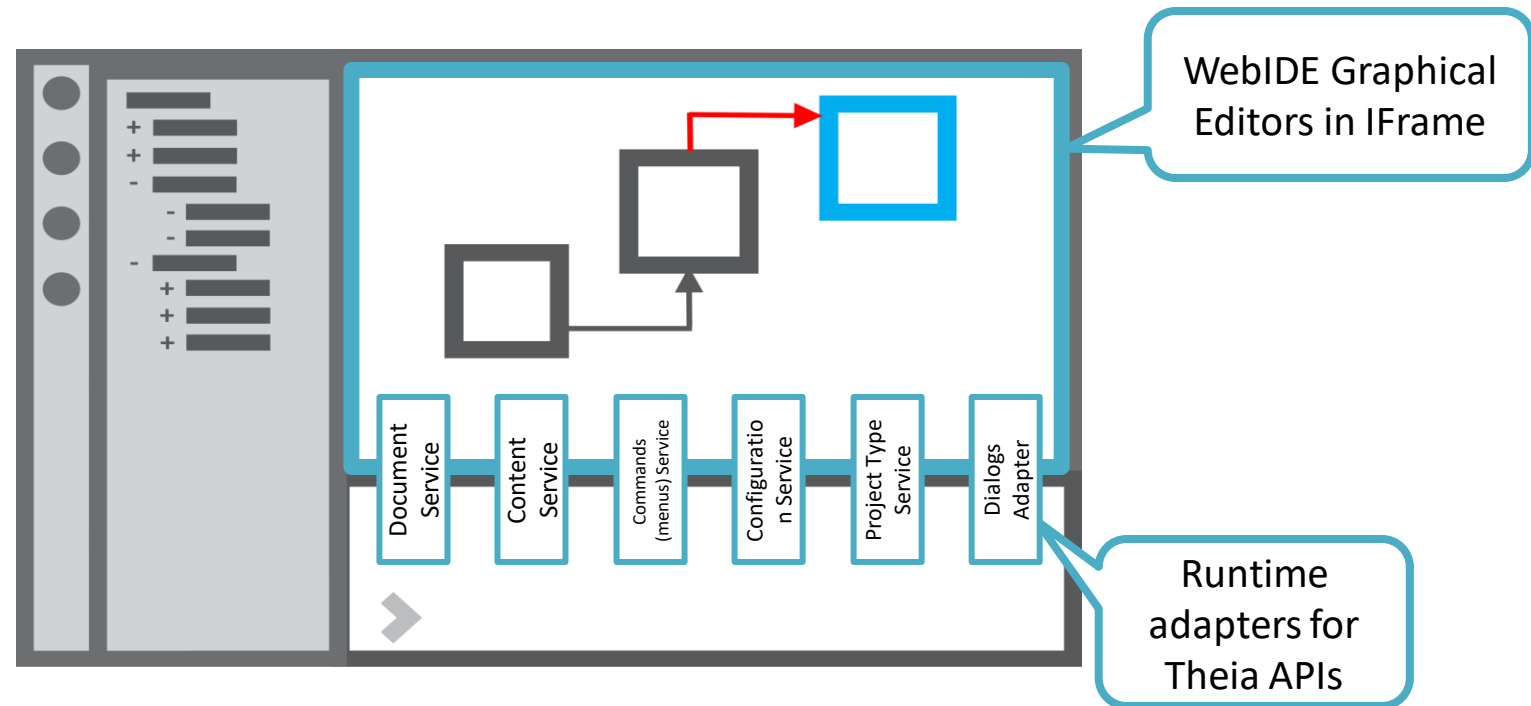 WebIDE Graphical
Editors in IFrame
+
+
-
-
-
-
+
+
+
Document
Service
Content
Service
Commands
(menus) Service
Configuratio
n Service
Project Type
Service
Dialogs
Adapter
Runtime
adapters for
Theia APIs